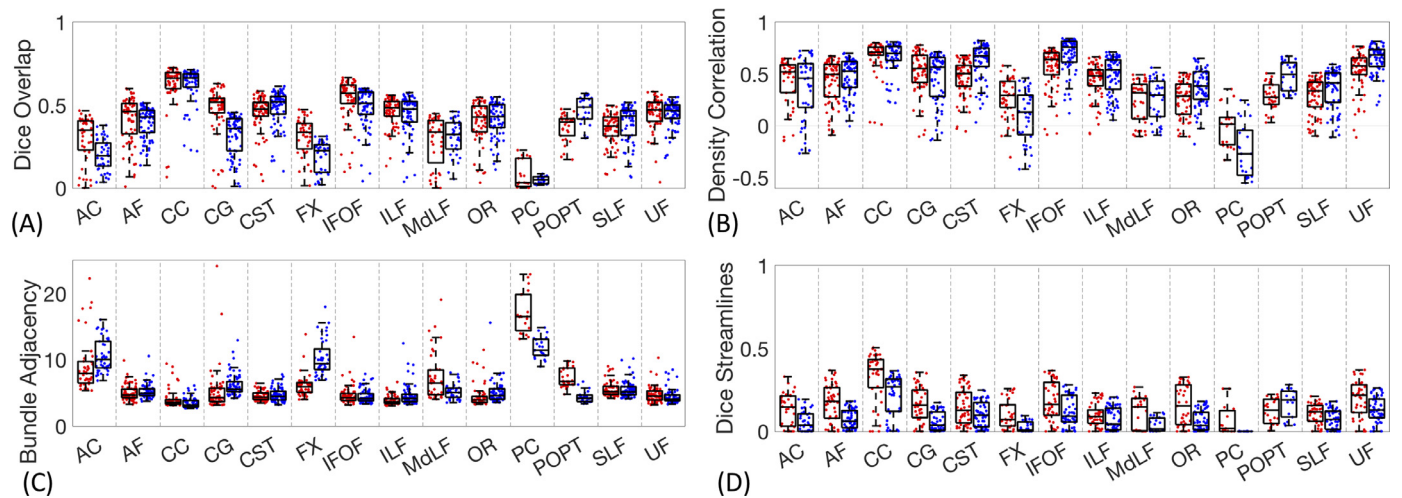 1
0.5
0
Dice Overlap
AC AF CC CG CST FX IFOF ILF MdLF OR PC POPT SLF UF
(A)
1
0.5
0
-0.5
Density Correlation
AC AF CC CG CST FX IFOF ILF MdLF OR PC POPT SLF UF
(B)
20
10
0
Bundle Adjacency
AC AF CC CG CST FX IFOF ILF MdLF OR PC POPT SLF UF
(C)
1
0.5
0
Dice Streamlines
AC AF CC CG CST FX IFOF ILF MdLF OR PC POPT SLF UF
(D)